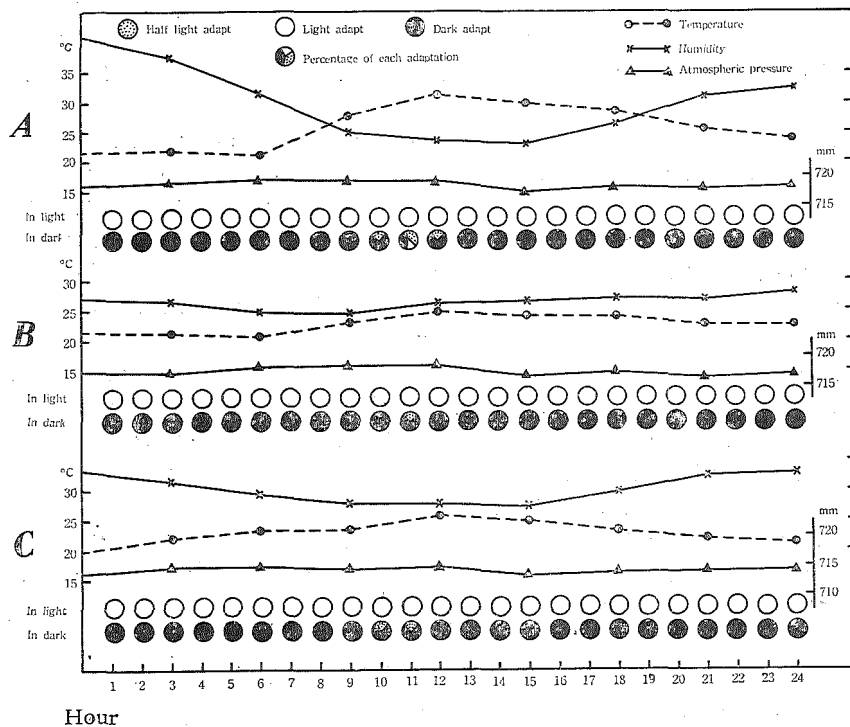 Half light adapt Light adapt Dark adapt Temperature
Percentage of each adaptation Humidity
Atmospheric pressure
°C
35
30
A 25
20
15
mm
720
715
In light
In dark
°C
30
25
B 20
15
mm
720
715
In light
In dark
°C
30
25
C 20
15
mm
720
715
710
In light
In dark
1 2 3 4 5 6 7 8 9 10 11 12 13 14 15 16 17 18 19 20 21 22 23 24
Hour